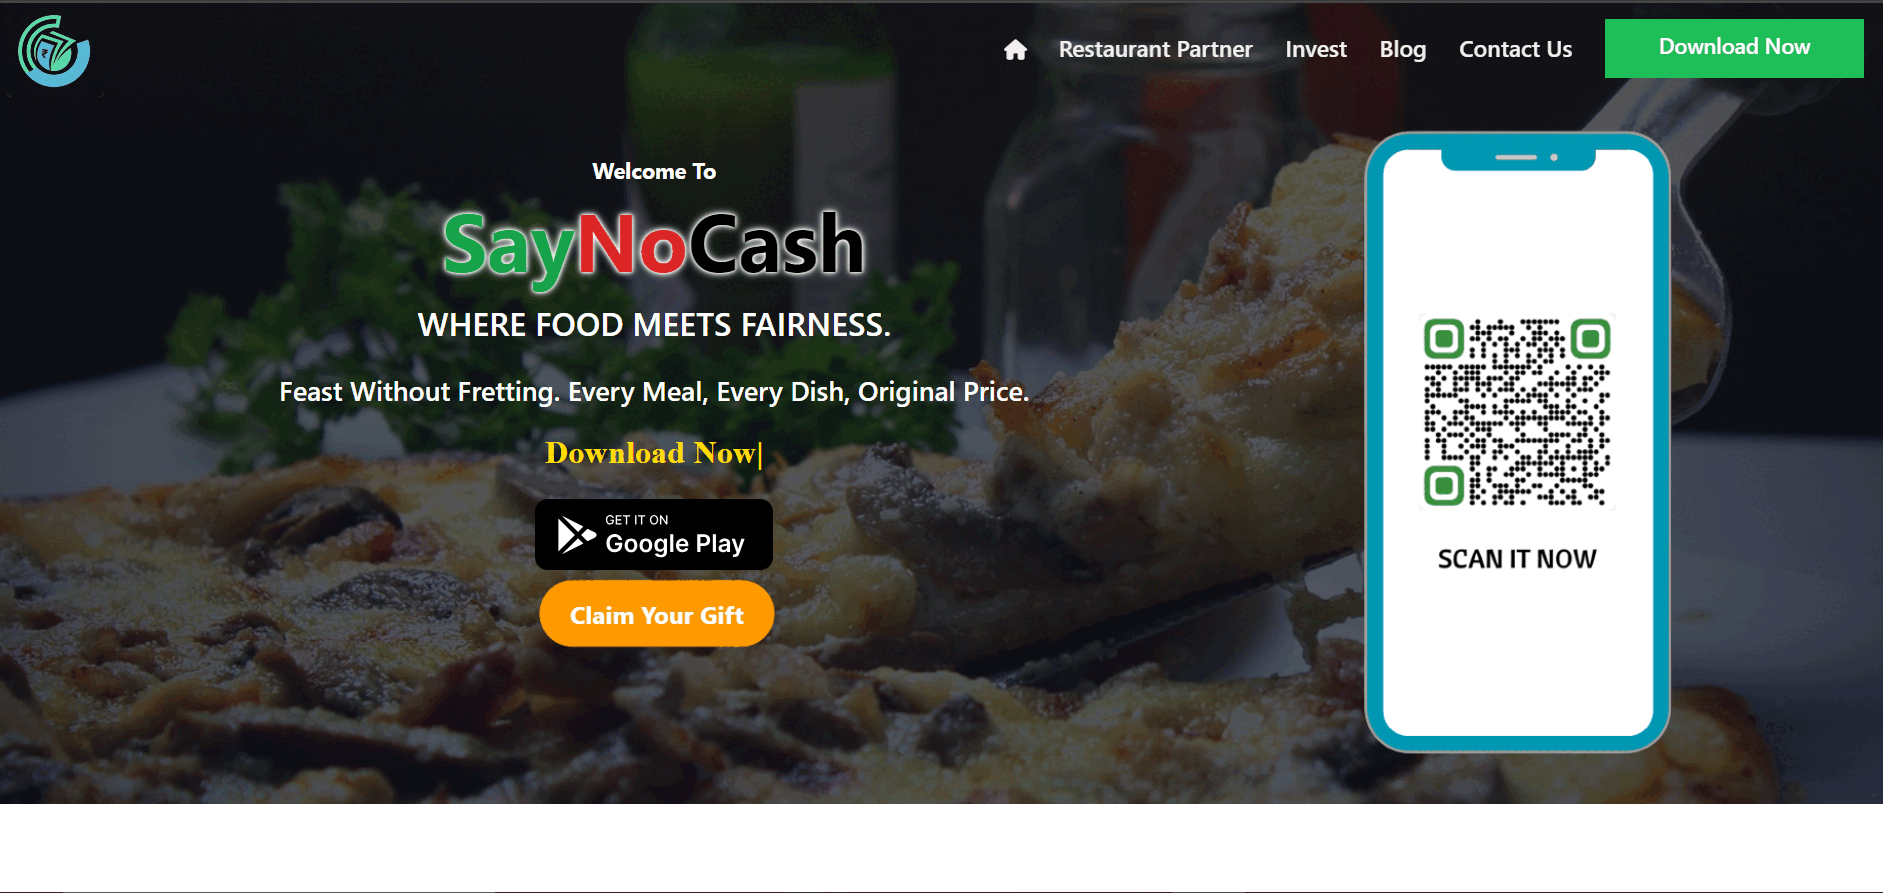 Restaurant Partner
Invest
Blog
Contact Us
Download Now
Welcome To
SayNoCash
WHERE FOOD MEETS FAIRNESS.
Feast Without Fretting. Every Meal, Every Dish, Original Price.
Download Now|
GET IT ON
Google Play
Claim Your Gift
SCAN IT NOW